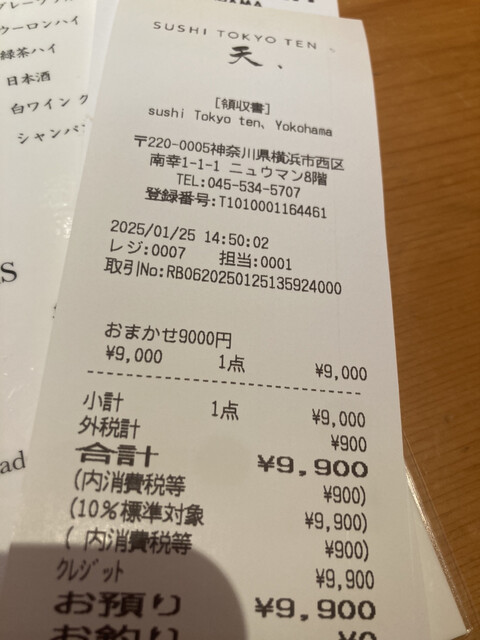 ウーロンハイ
緑茶ハイ
日本酒
白ワイン グ
シャンパン
SUSHI TOKYO TEN
天、
[領収書]
sushi Tokyo ten、Yokohama
〒220-0005神奈川県横浜市西区
南幸1-1-1 ニュウマン8階
TEL:045-534-5707
登録番号:T1010001164461
2025/01/25 14:50:02
レジ:0007 担当:0001
取引No:RB0620250125135924000
おまかせ9000円
¥9,000 1点 ¥9,000
小計 1点 ¥9,000
外税計 ¥900
合計 ¥9,900
(内消費税等 ¥900)
(10%標準対象 ¥9,900)
( 内消費税等 ¥900)
クレジット ¥9,900
お預り ¥9,900
お釣り ¥0
ad